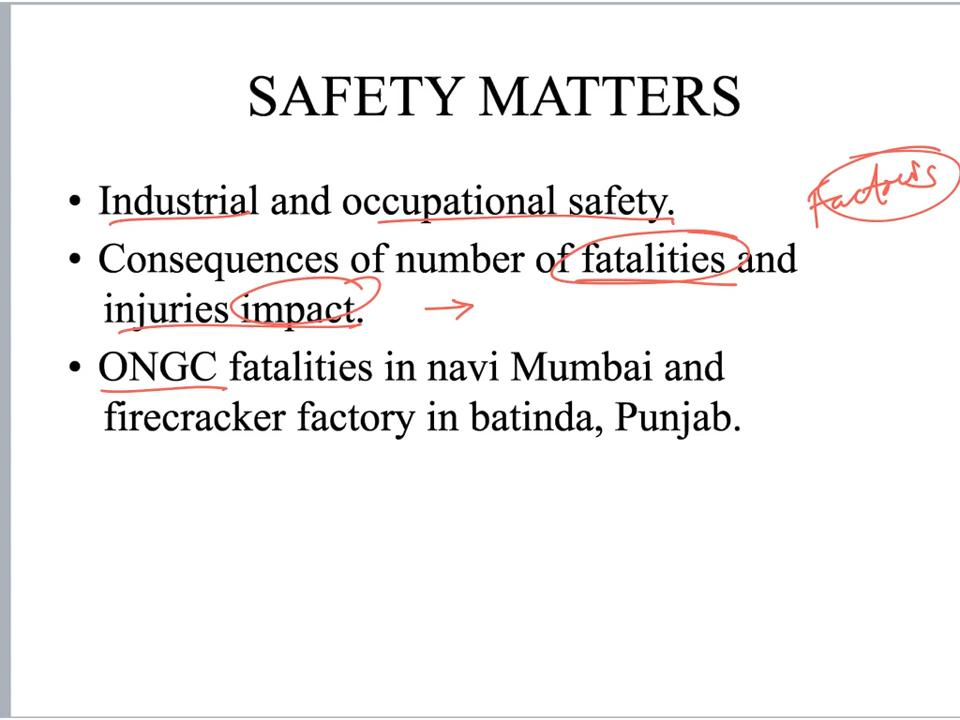 SAFETY MATTERS
Factories
• Industrial and occupational safety.
• Consequences of number of fatalities and
injuries impact.
• ONGC fatalities in navi Mumbai and
firecracker factory in batinda, Punjab.